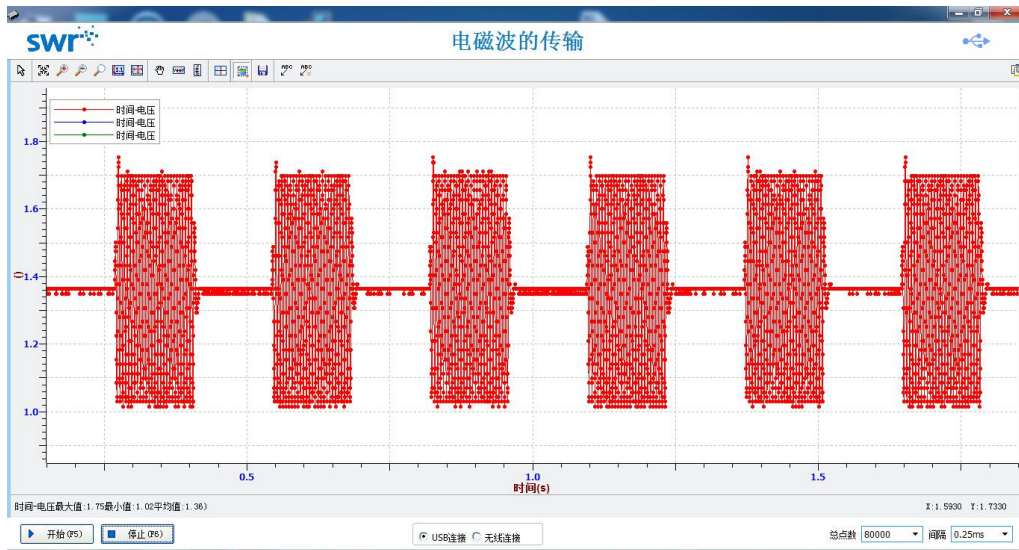 swr
电磁波的传输
1:1
ABC ABC
时间-电压
时间-电压
时间-电压
1.8
1.6
1.4
1.2
1.0
()
0.5 1.0 1.5
时间(s)
时间-电压最大值:1.75最小值:1.02平均值:1.36)
X:1.5930 Y:1.7330
开始(F5) 停止(F6) USB连接 无线连接 总点数 80000 间隔 0.25ms